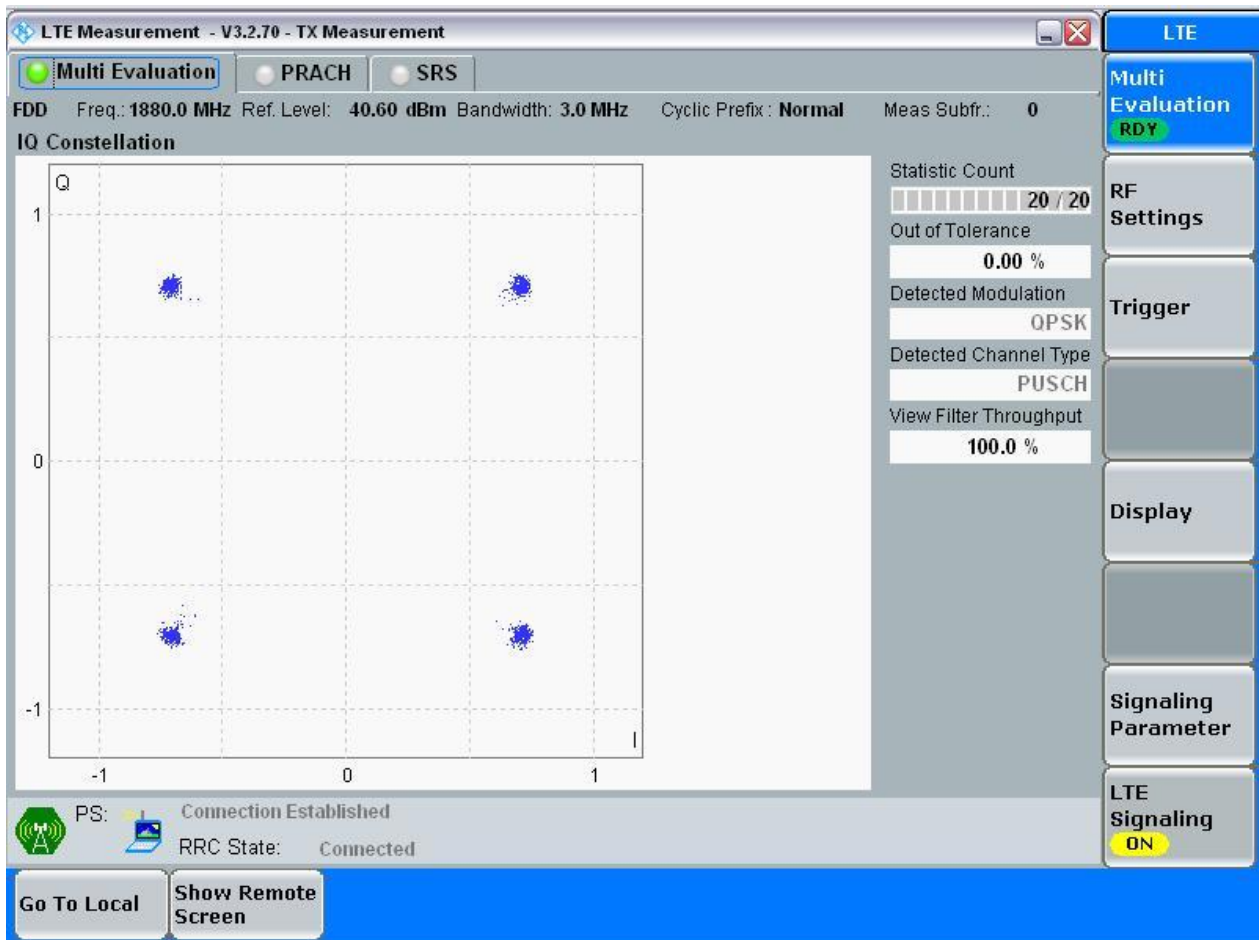 LTE Measurement - V3.2.70 - TX Measurement
LTE
Multi Evaluation PRACH SRS
FDD Freq.: 1880.0 MHz Ref. Level: 40.60 dBm Bandwidth: 3.0 MHz Cyclic Prefix : Normal Meas Subfr.: 0
IQ Constellation
Q
1
0
-1
I
-1 0 1
Statistic Count
20 / 20
Out of Tolerance
0.00 %
Detected Modulation
QPSK
Detected Channel Type
PUSCH
View Filter Throughput
100.0 %
Multi
Evaluation
RDY
RF
Settings
Trigger
Display
Signaling
Parameter
LTE
Signaling
ON
PS: Connection Established
RRC State: Connected
Go To Local
Show Remote
Screen